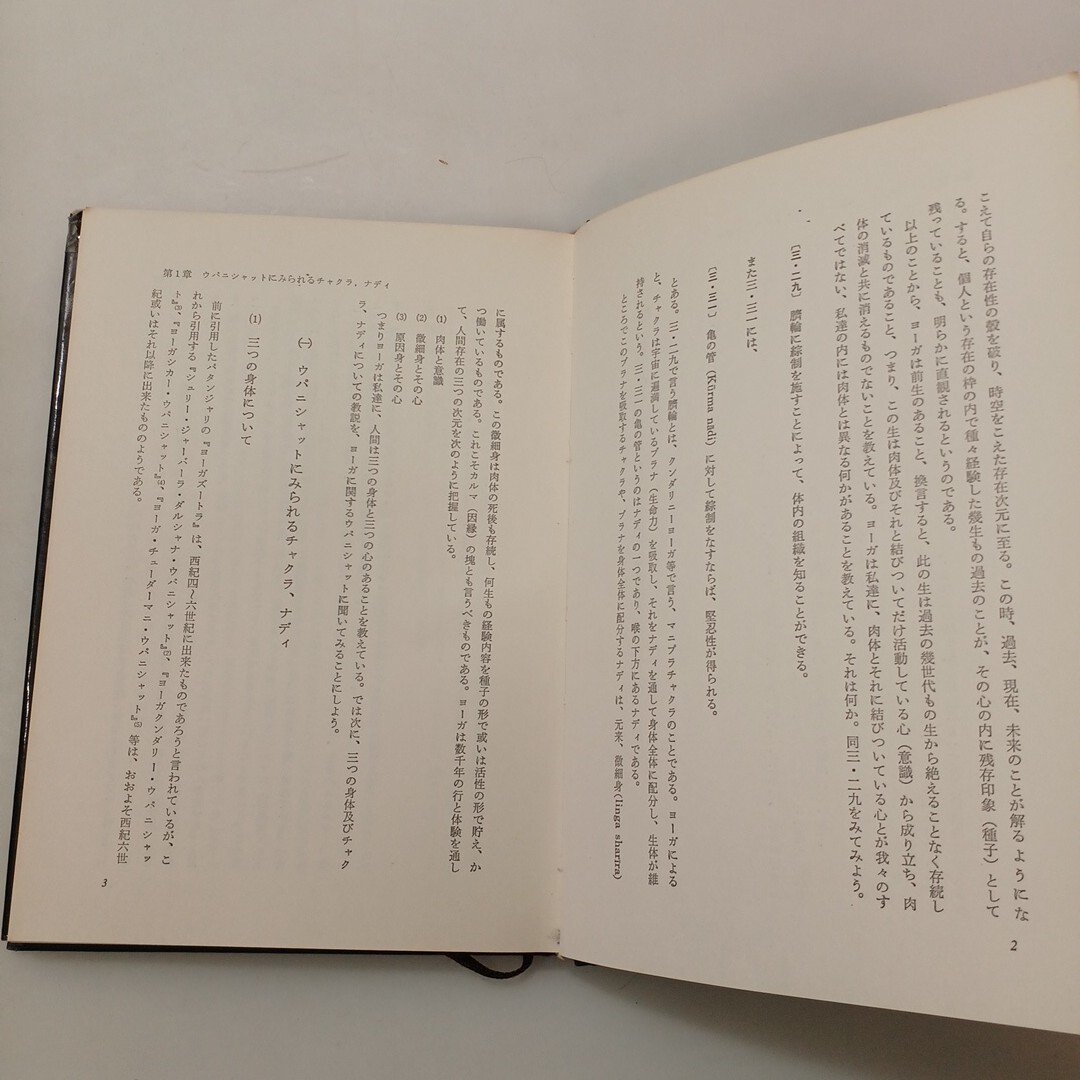 こえて自らの存在性の殻を破り、時空をこえた存在次元に至る。この時、過去、現在、未来のことが解るようにな
る。すると、個人という存在の枠の内で種々経験した幾生もの過去のことが、その心の内に残存印象（種子）として
残っていることも、明らかに直観されるというのである。
以上のことから、ヨーガは前生のあること、換言すると、此の生は過去の幾世代もの生から絶えることなく存続し
ているものであること、つまり、この生は肉体及びそれと結びついてだけ活動している心（意識）から成り立ち、肉
体の消滅と共に消えるものでないことを教えている。ヨーガは私達に、肉体とそれに結びついている心とが我々のす
べてではない、私達の内には肉体とは異なる何かがあることを教えている。それは何か。同三・二九をみてみよう。
〔三・二九〕臍輪に綜制を施すことによって、体内の組織を知ることができる。
また三・三一には、
〔三・三一〕亀の管（Kūrma nādi）に対して綜制をなすならば、堅忍性が得られる。
とある。三・二九で言う臍輪とは、クンダリニーヨーガ等で言う、マニプラチャクラのことである。ヨーガによる
と、チャクラは宇宙に遍満しているプラナ（生命力）を吸収し、それをナディを通して身体全体に配分し、生体が維
持されるという。三・三一の亀の管というのはナディの一つであり、喉の下方にあるナディである。
ところでこのプラナを吸収するチャクラや、プラナを身体全体に配分するナディは、元来、微細身（linga sharira）
2
第1章 ウパニシャットにみられるチャクラ、ナディ
に属するものである。この微細身は肉体の死後も存続し、何生もの経験内容を種子の形で或いは活性の形で貯え、か
つ働いているものである。これこそカルマ（因縁）の塊とも言うべきものである。ヨーガは数千年の行と体験を通し
て、人間存在の三つの次元を次のように把握している。
(1) 肉体と意識
(2) 微細身とその心
(3) 原因身とその心
つまりヨーガは私達に、人間は三つの身体と三つの心のあることを教えている。では次に、三つの身体及びチャク
ラ、ナディについての教説を、ヨーガに関するウパニシャットに聞いてみることにしよう。
㈠ ウパニシャットにみられるチャクラ、ナディ
(1) 三つの身体について
前に引用したパタンジャリの『ヨーガズートラ』は、西紀四〜六世紀に出来たものであろうと言われているが、こ
れから引用する『シュリー・ジャーバーラ・ダルシャナ・ウパニシャット』(2)、『ヨーガクンダリー・ウパニシャッ
ト』(3)、『ヨーガシカー・ウパニシャット』(4)、『ヨーガ・チューダーマニ・ウパニシャット』(5)等は、おおよそ西紀六世
紀或いはそれ以降に出来たもののようである。
3